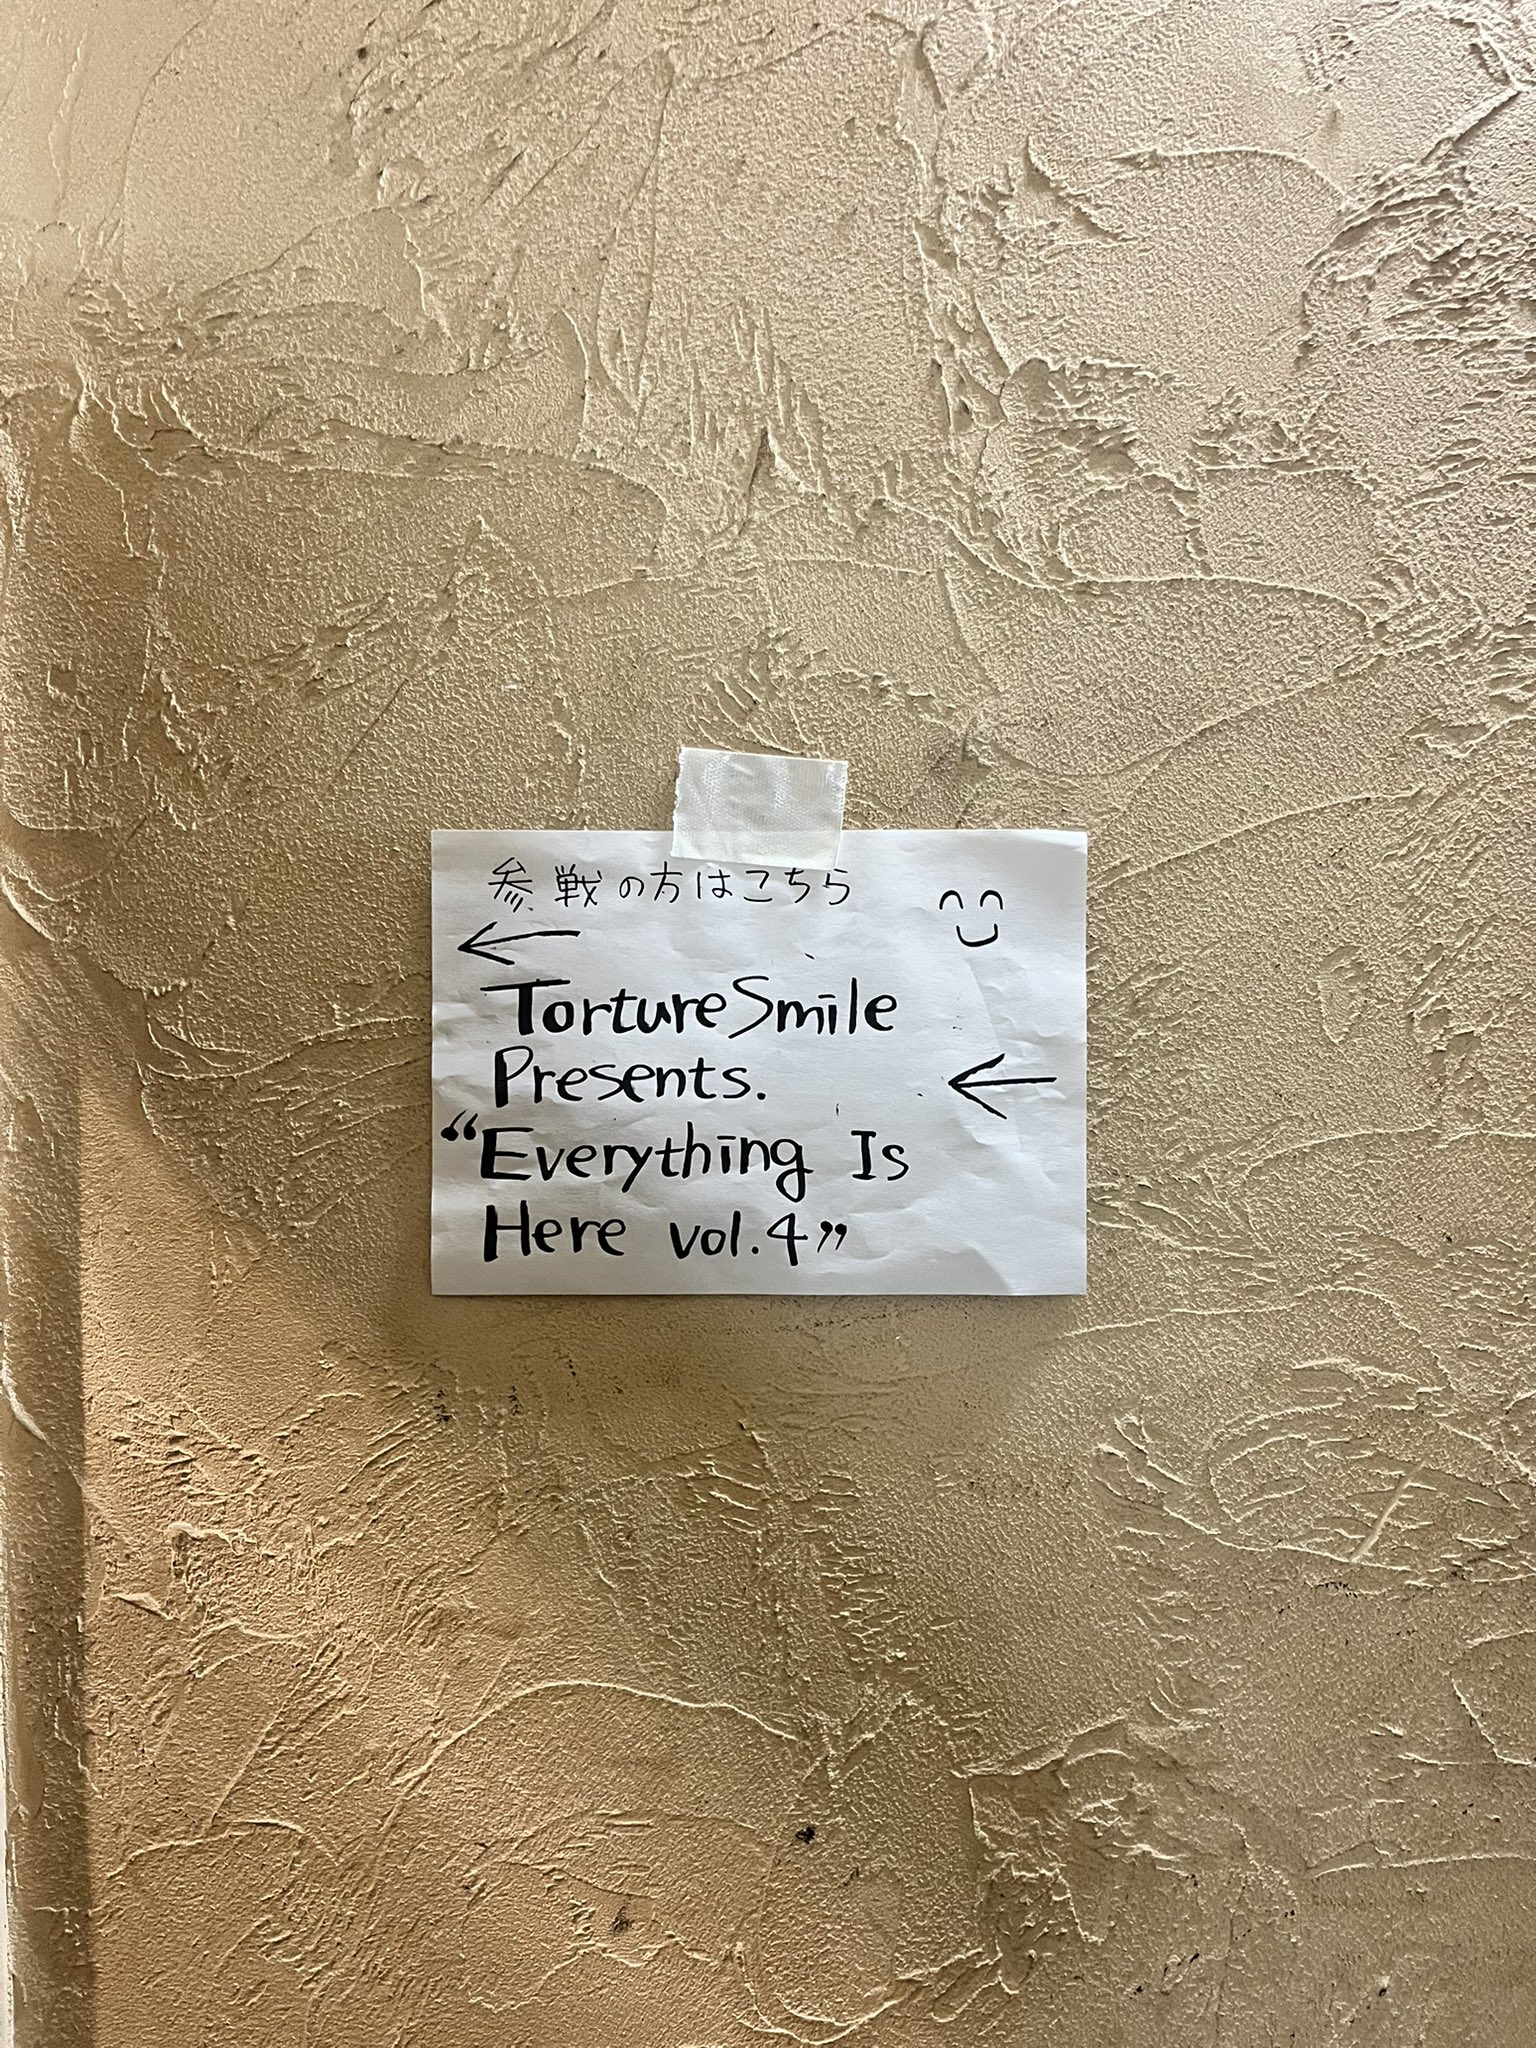 参戦の方はこちら
←
TortureSmile
Presents.
←
“Everything Is
Here vol.4”